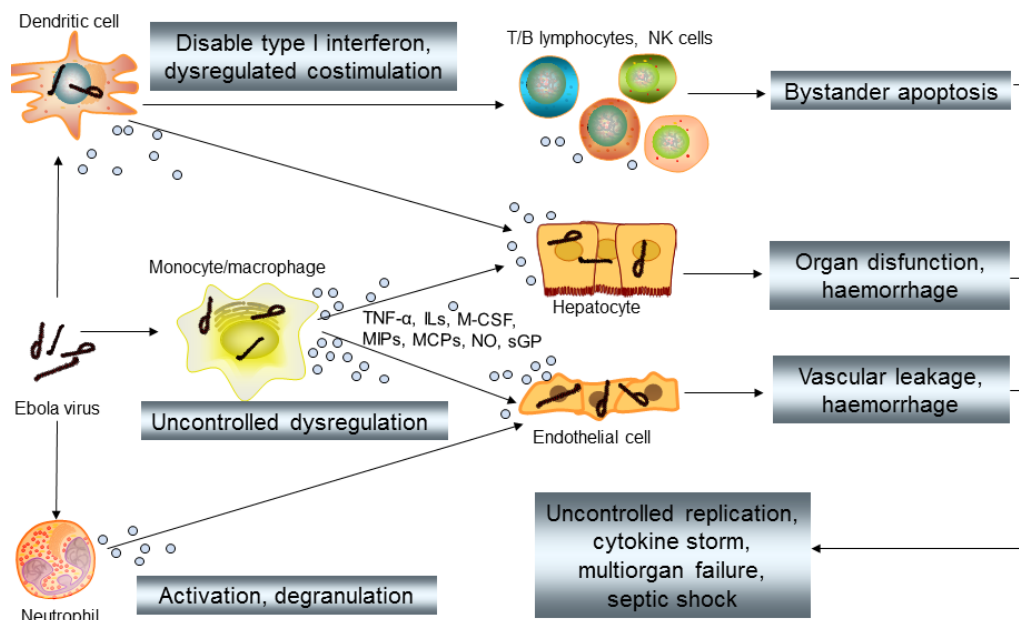 Dendritic cell
Disable type I interferon,
dysregulated costimulation
T/B lymphocytes, NK cells
Bystander apoptosis
Monocyte/macrophage
TNF-α, ILs, M-CSF,
MIPs, MCPs, NO, sGP
Hepatocyte
Organ disfunction,
haemorrhage
Ebola virus
Uncontrolled dysregulation
Endothelial cell
Vascular leakage,
haemorrhage
Neutrophil
Activation, degranulation
Uncontrolled replication,
cytokine storm,
multiorgan failure,
septic shock